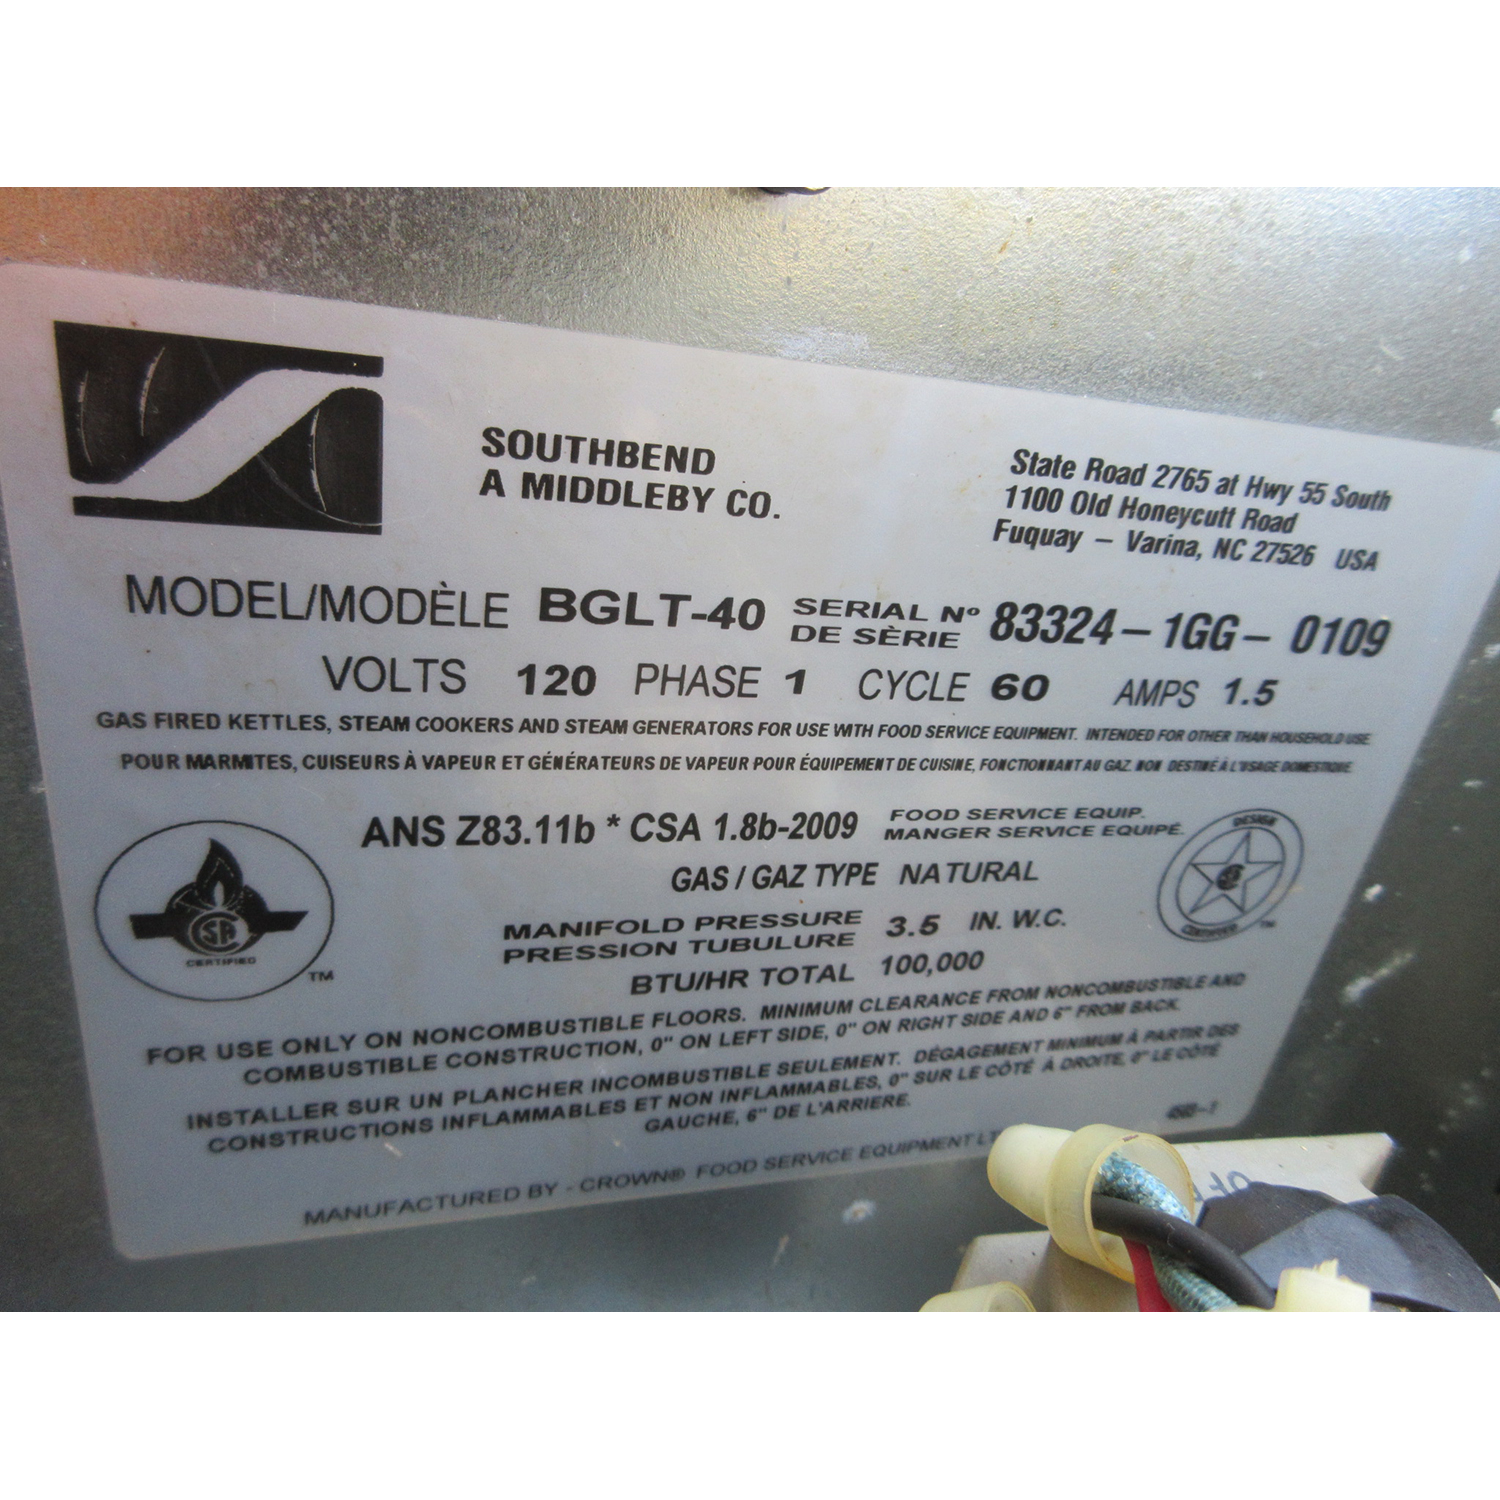 SOUTHBEND
A MIDDLEBY CO.
State Road 2765 at Hwy 55 South
1100 Old Honeycutt Road
Fuquay – Varina, NC 27526 USA
MODEL/MODÈLE BGLT-40 SERIAL Nº 83324-1GG-0109
DE SÈRIE
VOLTS 120 PHASE 1 CYCLE 60 AMPS 1.5
GAS FIRED KETTLES, STEAM COOKERS AND STEAM GENERATORS FOR USE WITH FOOD SERVICE EQUIPMENT. INTENDED FOR OTHER THAN HOUSEHOLD USE
POUR MARMITES, CUISEURS À VAPEUR ET GÉNÉRATEURS DE VAPEUR POUR ÉQUIPEMENT DE CUISINE, FONCTIONNANT AU GAZ. NON DESTINÉ À L'USAGE DOMESTIQUE.
ANS Z83.11b * CSA 1.8b-2009 FOOD SERVICE EQUIP.
MANGER SERVICE EQUIPÉ.
GAS / GAZ TYPE NATURAL
MANIFOLD PRESSURE 3.5 IN. W.C.
PRESSION TUBULURE
BTU/HR TOTAL 100,000
CSA
CERTIFIED
TM
DESIGN
CERTIFIED
TM
FOR USE ONLY ON NONCOMBUSTIBLE FLOORS. MINIMUM CLEARANCE FROM NONCOMBUSTIBLE AND
COMBUSTIBLE CONSTRUCTION, 0" ON LEFT SIDE, 0" ON RIGHT SIDE AND 6" FROM BACK.
INSTALLER SUR UN PLANCHER INCOMBUSTIBLE SEULEMENT. DÉGAGEMENT MINIMUM À PARTIR DES
CONSTRUCTIONS INFLAMMABLES ET NON INFLAMMABLES, 0" SUR LE CÔTÉ À DROITE, 0" LE CÔTÉ
GAUCHE, 6" DE L'ARRIERE.
MANUFACTURED BY - CROWN® FOOD SERVICE EQUIPMENT